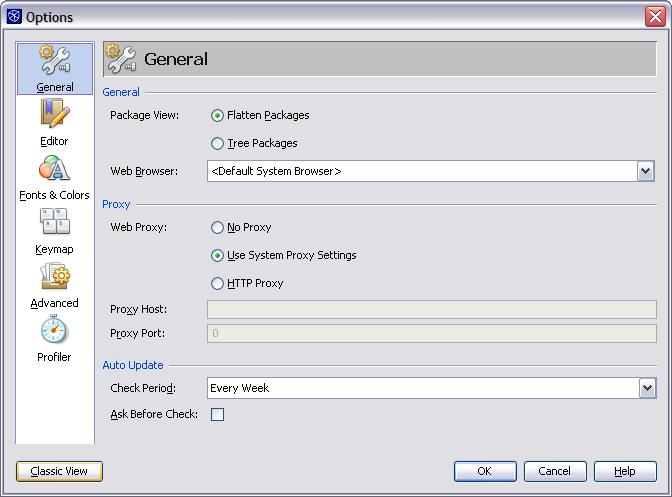 Options
General
General
Editor
Fonts & Colors
Keymap
Advanced
Profiler
General
Package View:
Flatten Packages
Tree Packages
Web Browser:
<Default System Browser>
Proxy
Web Proxy:
No Proxy
Use System Proxy Settings
HTTP Proxy
Proxy Host:
Proxy Port:
0
Auto Update
Check Period:
Every Week
Ask Before Check:
Classic View
OK
Cancel
Help